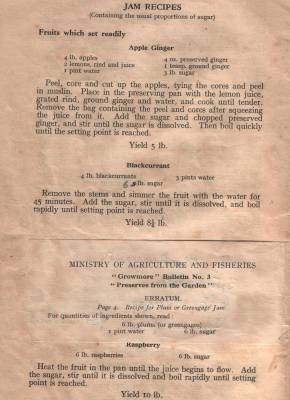 JAM RECIPES
(Containing the usual proportions of sugar)
Fruits which set readily
Apple Ginger
4 lb. apples 4 oz. preserved ginger
2 lemons, rind and juice 1 teasp. ground ginger
1 pint water 3 lb. sugar
Peel, core and cut up the apples, tying the cores and peel
in muslin. Place in the preserving pan with the lemon juice,
grated rind, ground ginger and water, and cook until tender.
Remove the bag containing the peel and cores after squeezing
the juice from it. Add the sugar and chopped preserved
ginger, and stir until the sugar is dissolved. Then boil quickly
until the setting point is reached.
Yield 5 lb.
Blackcurrant
4 lb. blackcurrants 3 pints water
6 lb. sugar
Remove the stems and simmer the fruit with the water for
45 minutes. Add the sugar, stir until it is dissolved, and boil
rapidly until setting point is reached.
Yield 8¼ lb.
MINISTRY OF AGRICULTURE AND FISHERIES
"Growmore" Bulletin No. 3
"Preserves from the Garden"
ERRATUM.
Page 4. Recipe for Plum or Greengage Jam
For quantities of ingredients shown, read:
6 lb. plums (or greengages)
1 pint water 6 lb. sugar
Raspberry
6 lb. raspberries 6 lb. sugar
Heat the fruit in the pan until the juice begins to flow. Add
the sugar, stir until it is dissolved and boil rapidly until setting
point is reached.
Yield 10 lb.